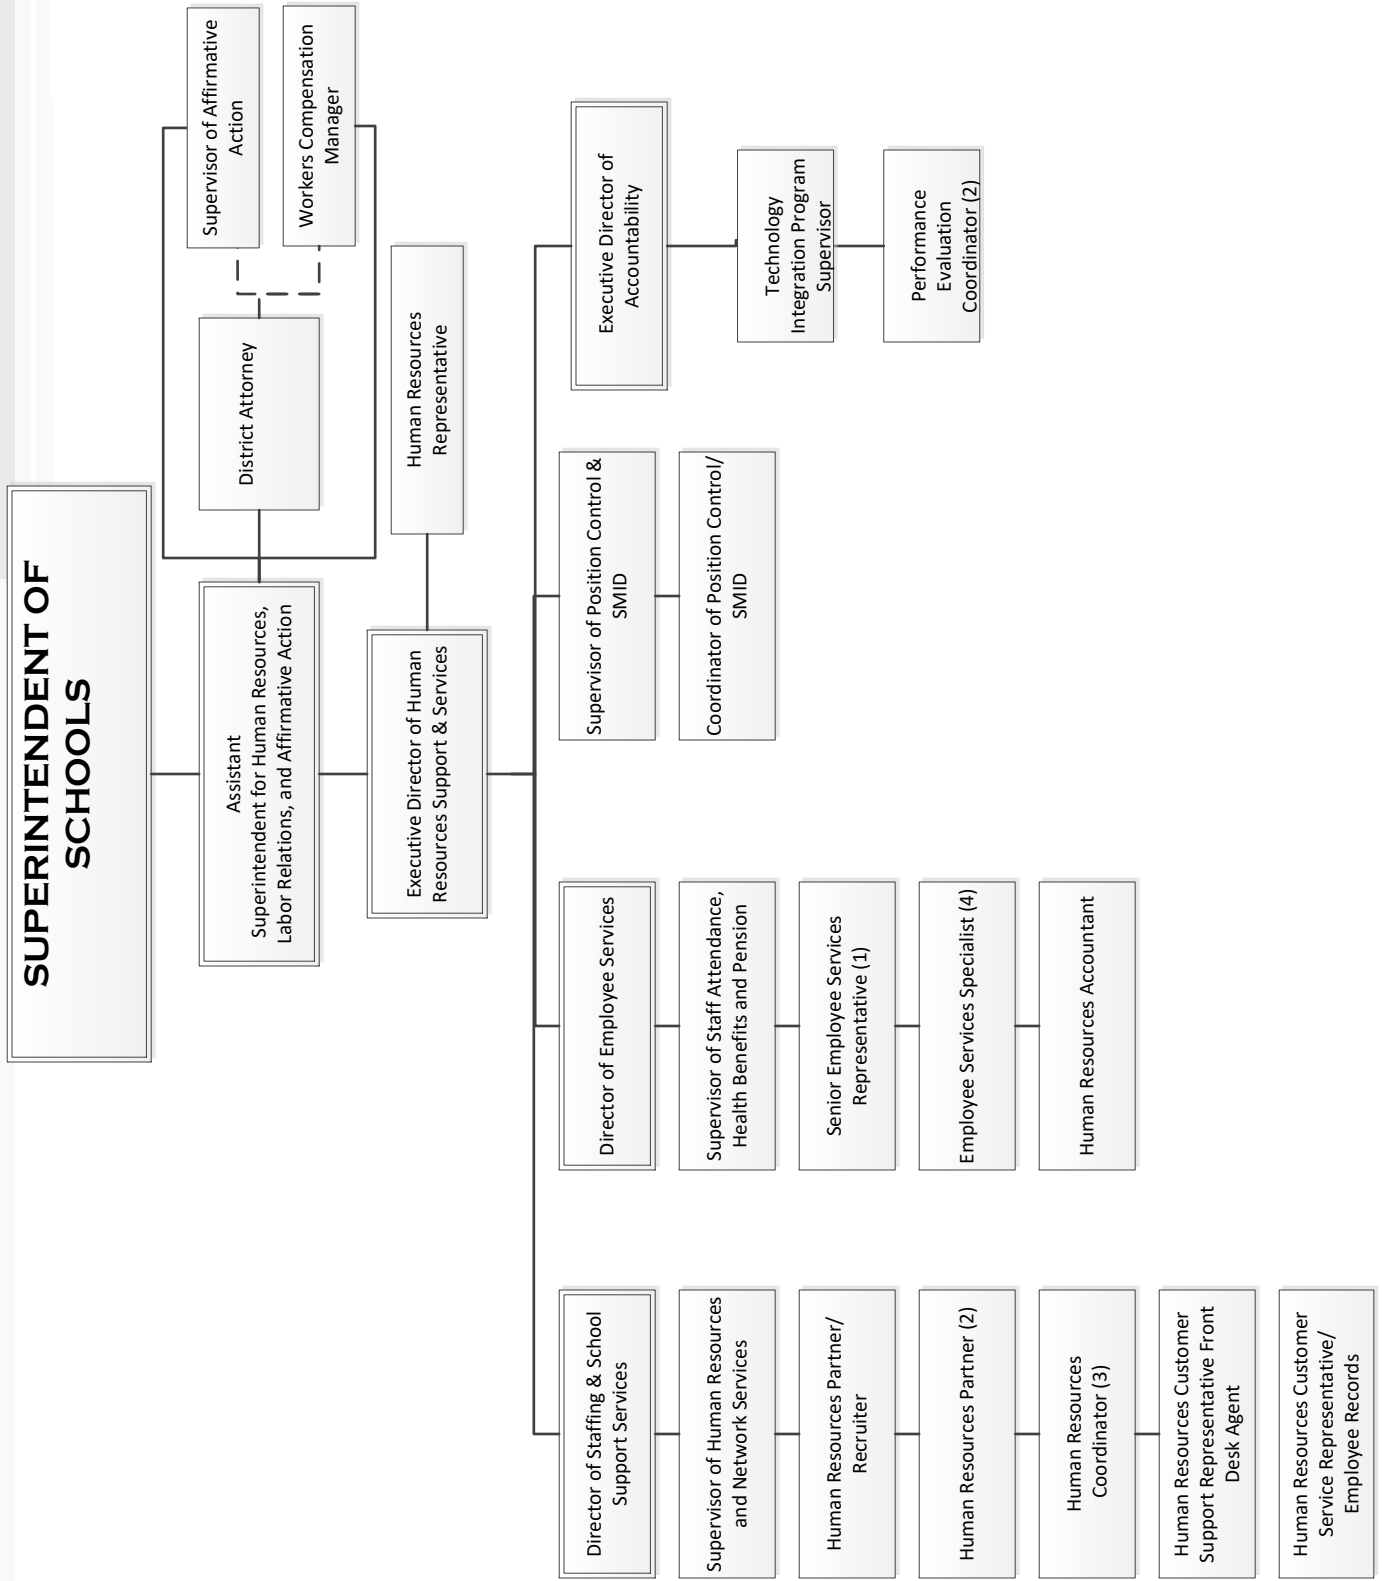 SUPERINTENDENT OF
SCHOOLS
Assistant
Superintendent for Human Resources,
Labor Relations, and Affirmative Action
District Attorney
Supervisor of Affirmative
Action
Workers Compensation
Manager
Executive Director of Human
Resources Support & Services
Human Resources
Representative
Director of Staffing & School
Support Services
Supervisor of Human Resources
and Network Services
Human Resources Partner/
Recruiter
Human Resources Partner (2)
Human Resources
Coordinator (3)
Human Resources Customer
Support Representative Front
Desk Agent
Human Resources Customer
Service Representative/
Employee Records
Director of Employee Services
Supervisor of Staff Attendance,
Health Benefits and Pension
Senior Employee Services
Representative (1)
Employee Services Specialist (4)
Human Resources Accountant
Supervisor of Position Control &
SMID
Coordinator of Position Control/
SMID
Executive Director of
Accountability
Technology
Integration Program
Supervisor
Performance
Evaluation
Coordinator (2)